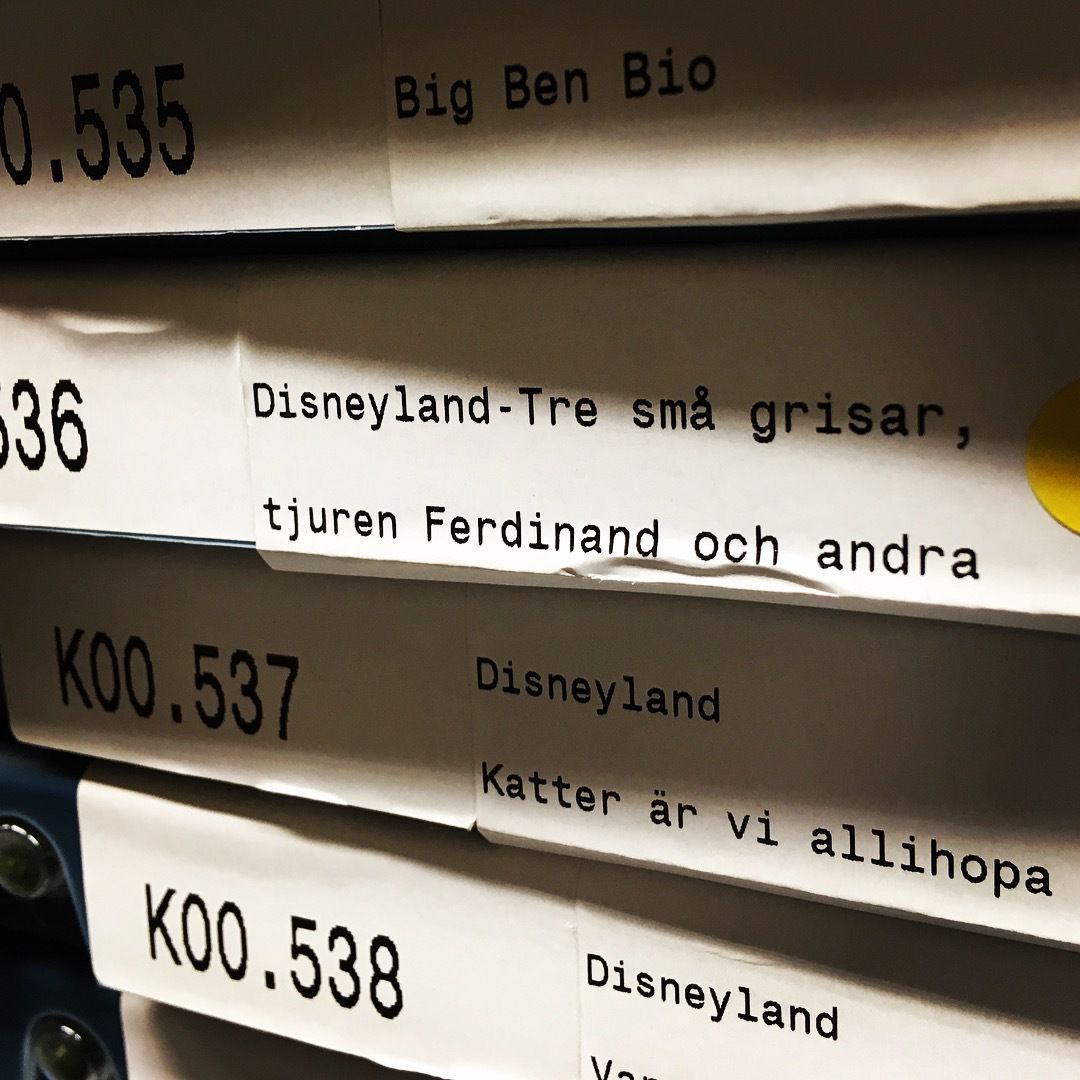 0.535
Big Ben Bio
536
Disneyland-Tre små grisar,
tjuren Ferdinand och andra
K00.537
Disneyland
Katter är vi allihopa
K00.538
Disneyland